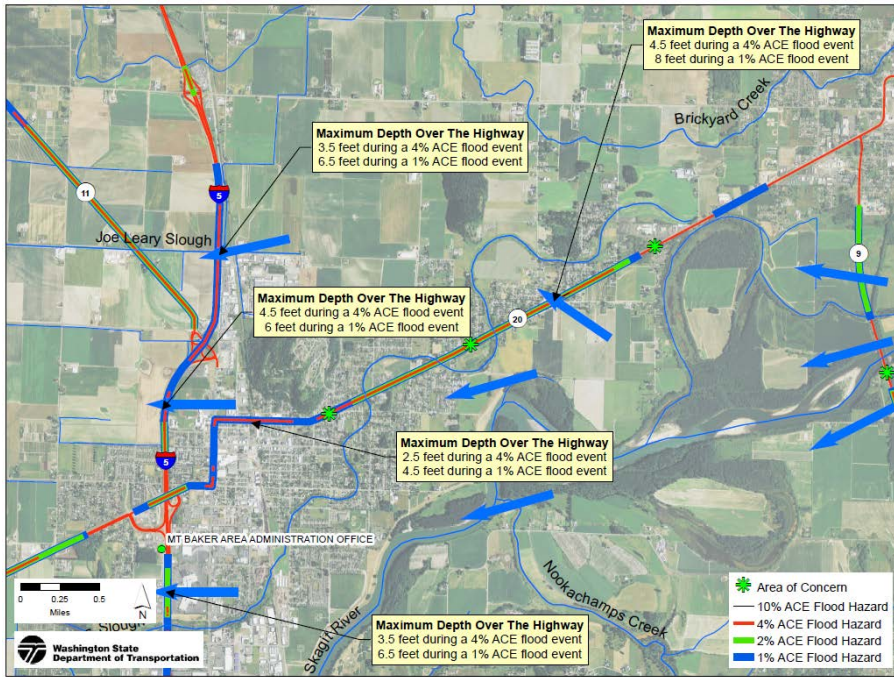 Maximum Depth Over The Highway
4.5 feet during a 4% ACE flood event
8 feet during a 1% ACE flood event
Brickyard Creek
Maximum Depth Over The Highway
3.5 feet during a 4% ACE flood event
6.5 feet during a 1% ACE flood event
11
5
Joe Leary Slough
9
Maximum Depth Over The Highway
4.5 feet during a 4% ACE flood event
6 feet during a 1% ACE flood event
20
Maximum Depth Over The Highway
2.5 feet during a 4% ACE flood event
4.5 feet during a 1% ACE flood event
5
MT BAKER AREA ADMINISTRATION OFFICE
0 0.25 0.5
Miles
N
Slough
Skagit River
Nookachamps Creek
Maximum Depth Over The Highway
3.5 feet during a 4% ACE flood event
6.5 feet during a 1% ACE flood event
Washington State
Department of Transportation
Area of Concern
10% ACE Flood Hazard
4% ACE Flood Hazard
2% ACE Flood Hazard
1% ACE Flood Hazard